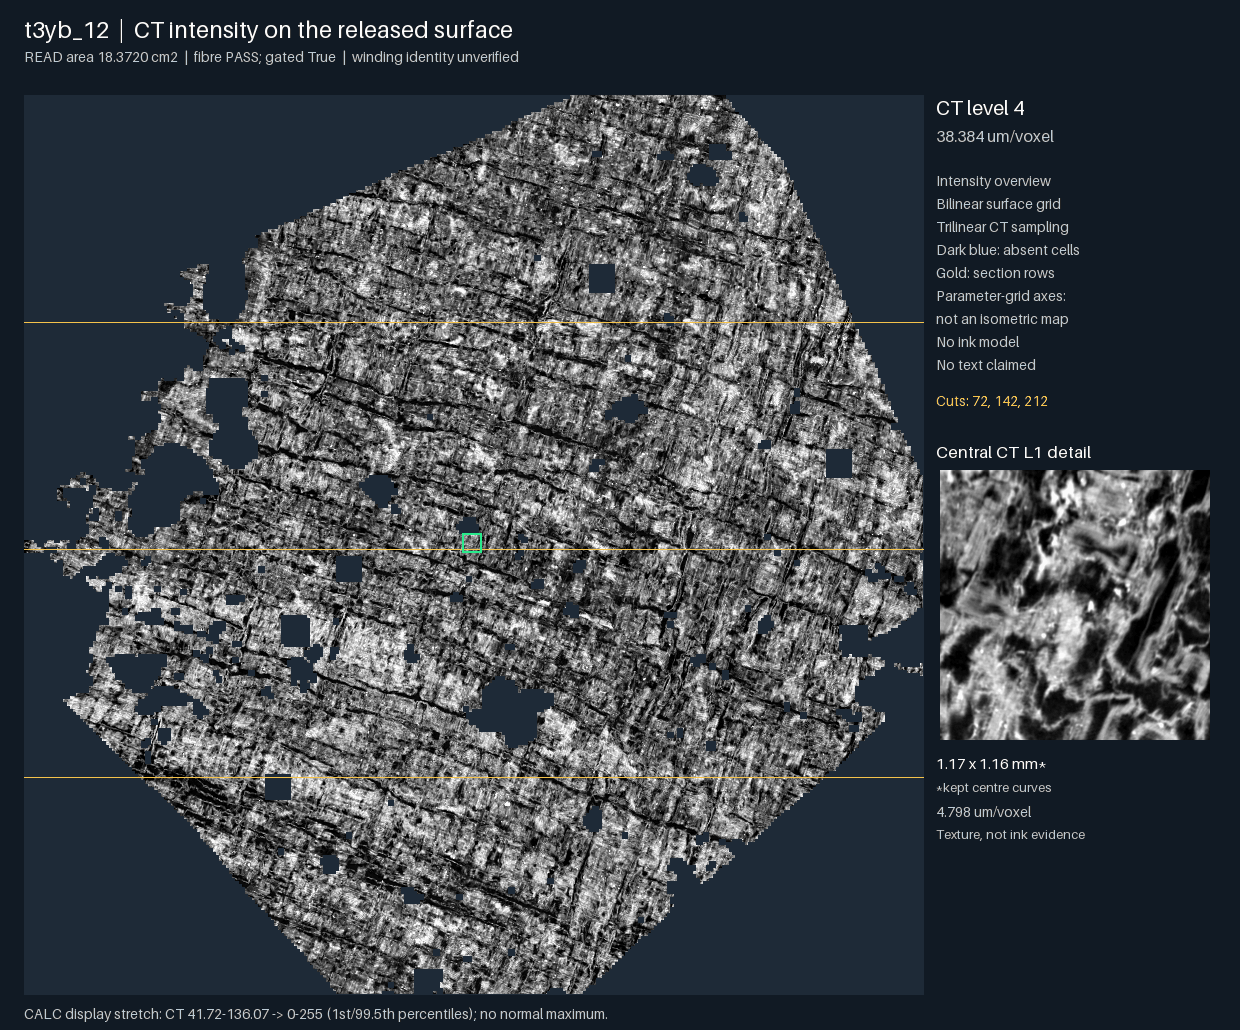 t3yb_12 | CT intensity on the released surface
READ area 18.3720 cm2 | fibre PASS; gated True | winding identity unverified
CT level 4
38.384 um/voxel
Intensity overview
Bilinear surface grid
Trilinear CT sampling
Dark blue: absent cells
Gold: section rows
Parameter-grid axes:
not an isometric map
No ink model
No text claimed
Cuts: 72, 142, 212
Central CT L1 detail
1.17 x 1.16 mm*
*kept centre curves
4.798 um/voxel
Texture, not ink evidence
CALC display stretch: CT 41.72-136.07 -> 0-255 (1st/99.5th percentiles); no normal maximum.